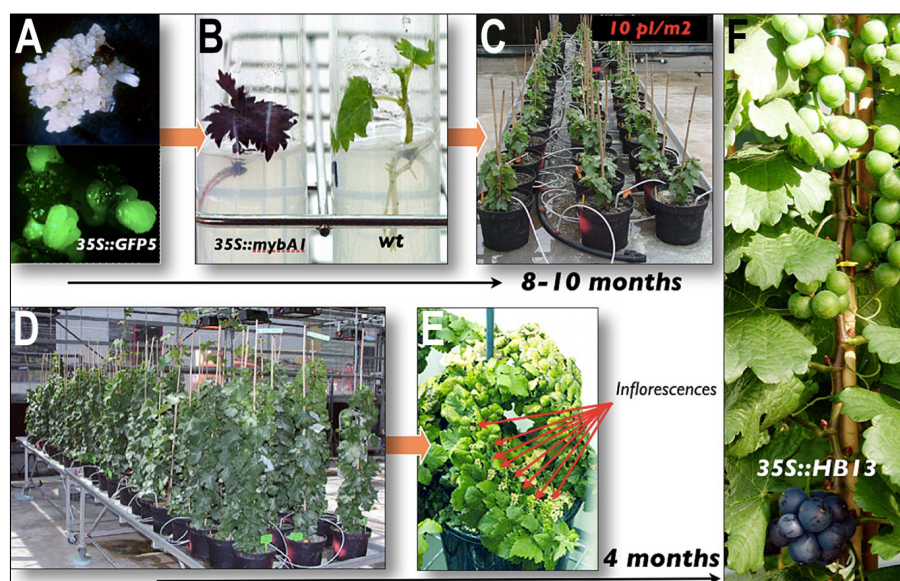 A
B
C
10 pl/m2
F
35S::GFP5
35S::mybA1
wt
8-10 months
D
E
Inflorescences
35S::HB13
4 months